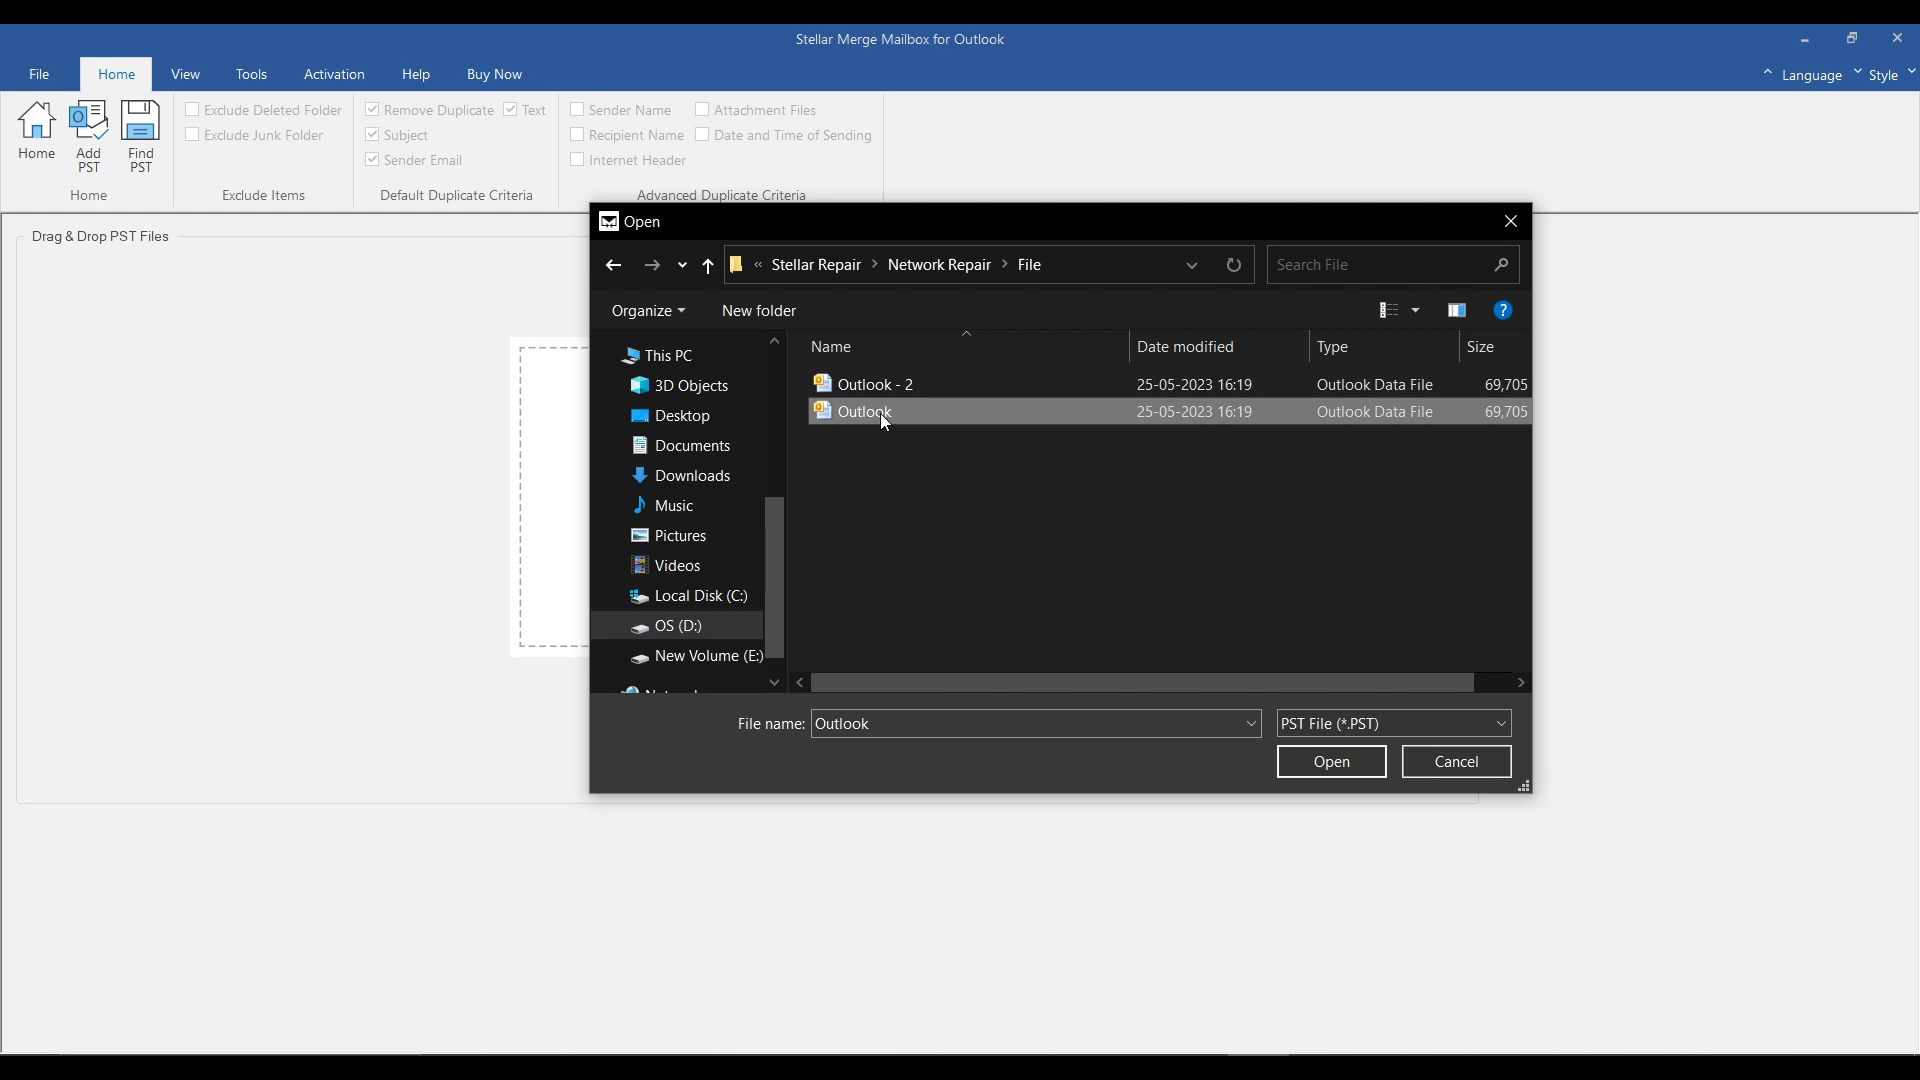 Stellar Merge Mailbox for Outlook
File Home View Tools Activation Help Buy Now Language Style
Exclude Deleted Folder Remove Duplicate Text Sender Name Attachment Files
Exclude Junk Folder Subject Recipient Name Date and Time of Sending
Home Add PST Find PST Sender Email Internet Header
Home Exclude Items Default Duplicate Criteria Advanced Duplicate Criteria
Drag & Drop PST Files
Open
« Stellar Repair > Network Repair > File Search File
Organize New folder
Name Date modified Type Size
Outlook - 2 25-05-2023 16:19 Outlook Data File 69,705
Outlook 25-05-2023 16:19 Outlook Data File 69,705
This PC
3D Objects
Desktop
Documents
Downloads
Music
Pictures
Videos
Local Disk (C:)
OS (D:)
New Volume (E:)
File name: Outlook PST File (*.PST)
Open Cancel